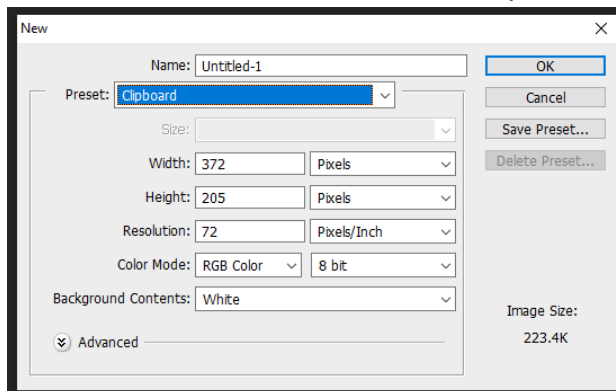 New
Name: Untitled-1
OK
Preset: Clipboard
Cancel
Size:
Save Preset...
Width: 372 Pixels
Delete Preset...
Height: 205 Pixels
Resolution: 72 Pixels/Inch
Color Mode: RGB Color 8 bit
Background Contents: White
Image Size:
223.4K
Advanced